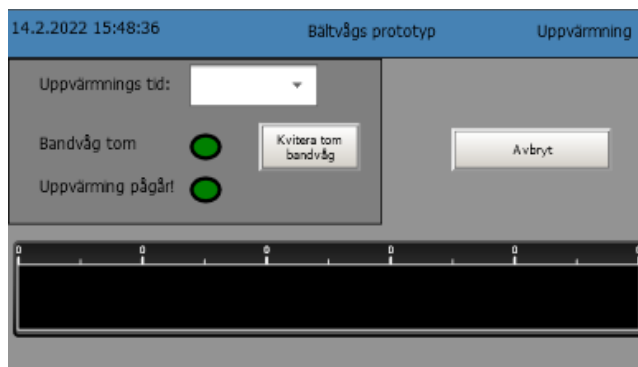 14.2.2022 15:48:36 Bältvågs prototyp Uppvärmning
Uppvärmnings tid:
Bandvåg tom
Kvitera tom
bandvåg
Avbryt
Uppvärming pågår!
0 0 0 0 0 0